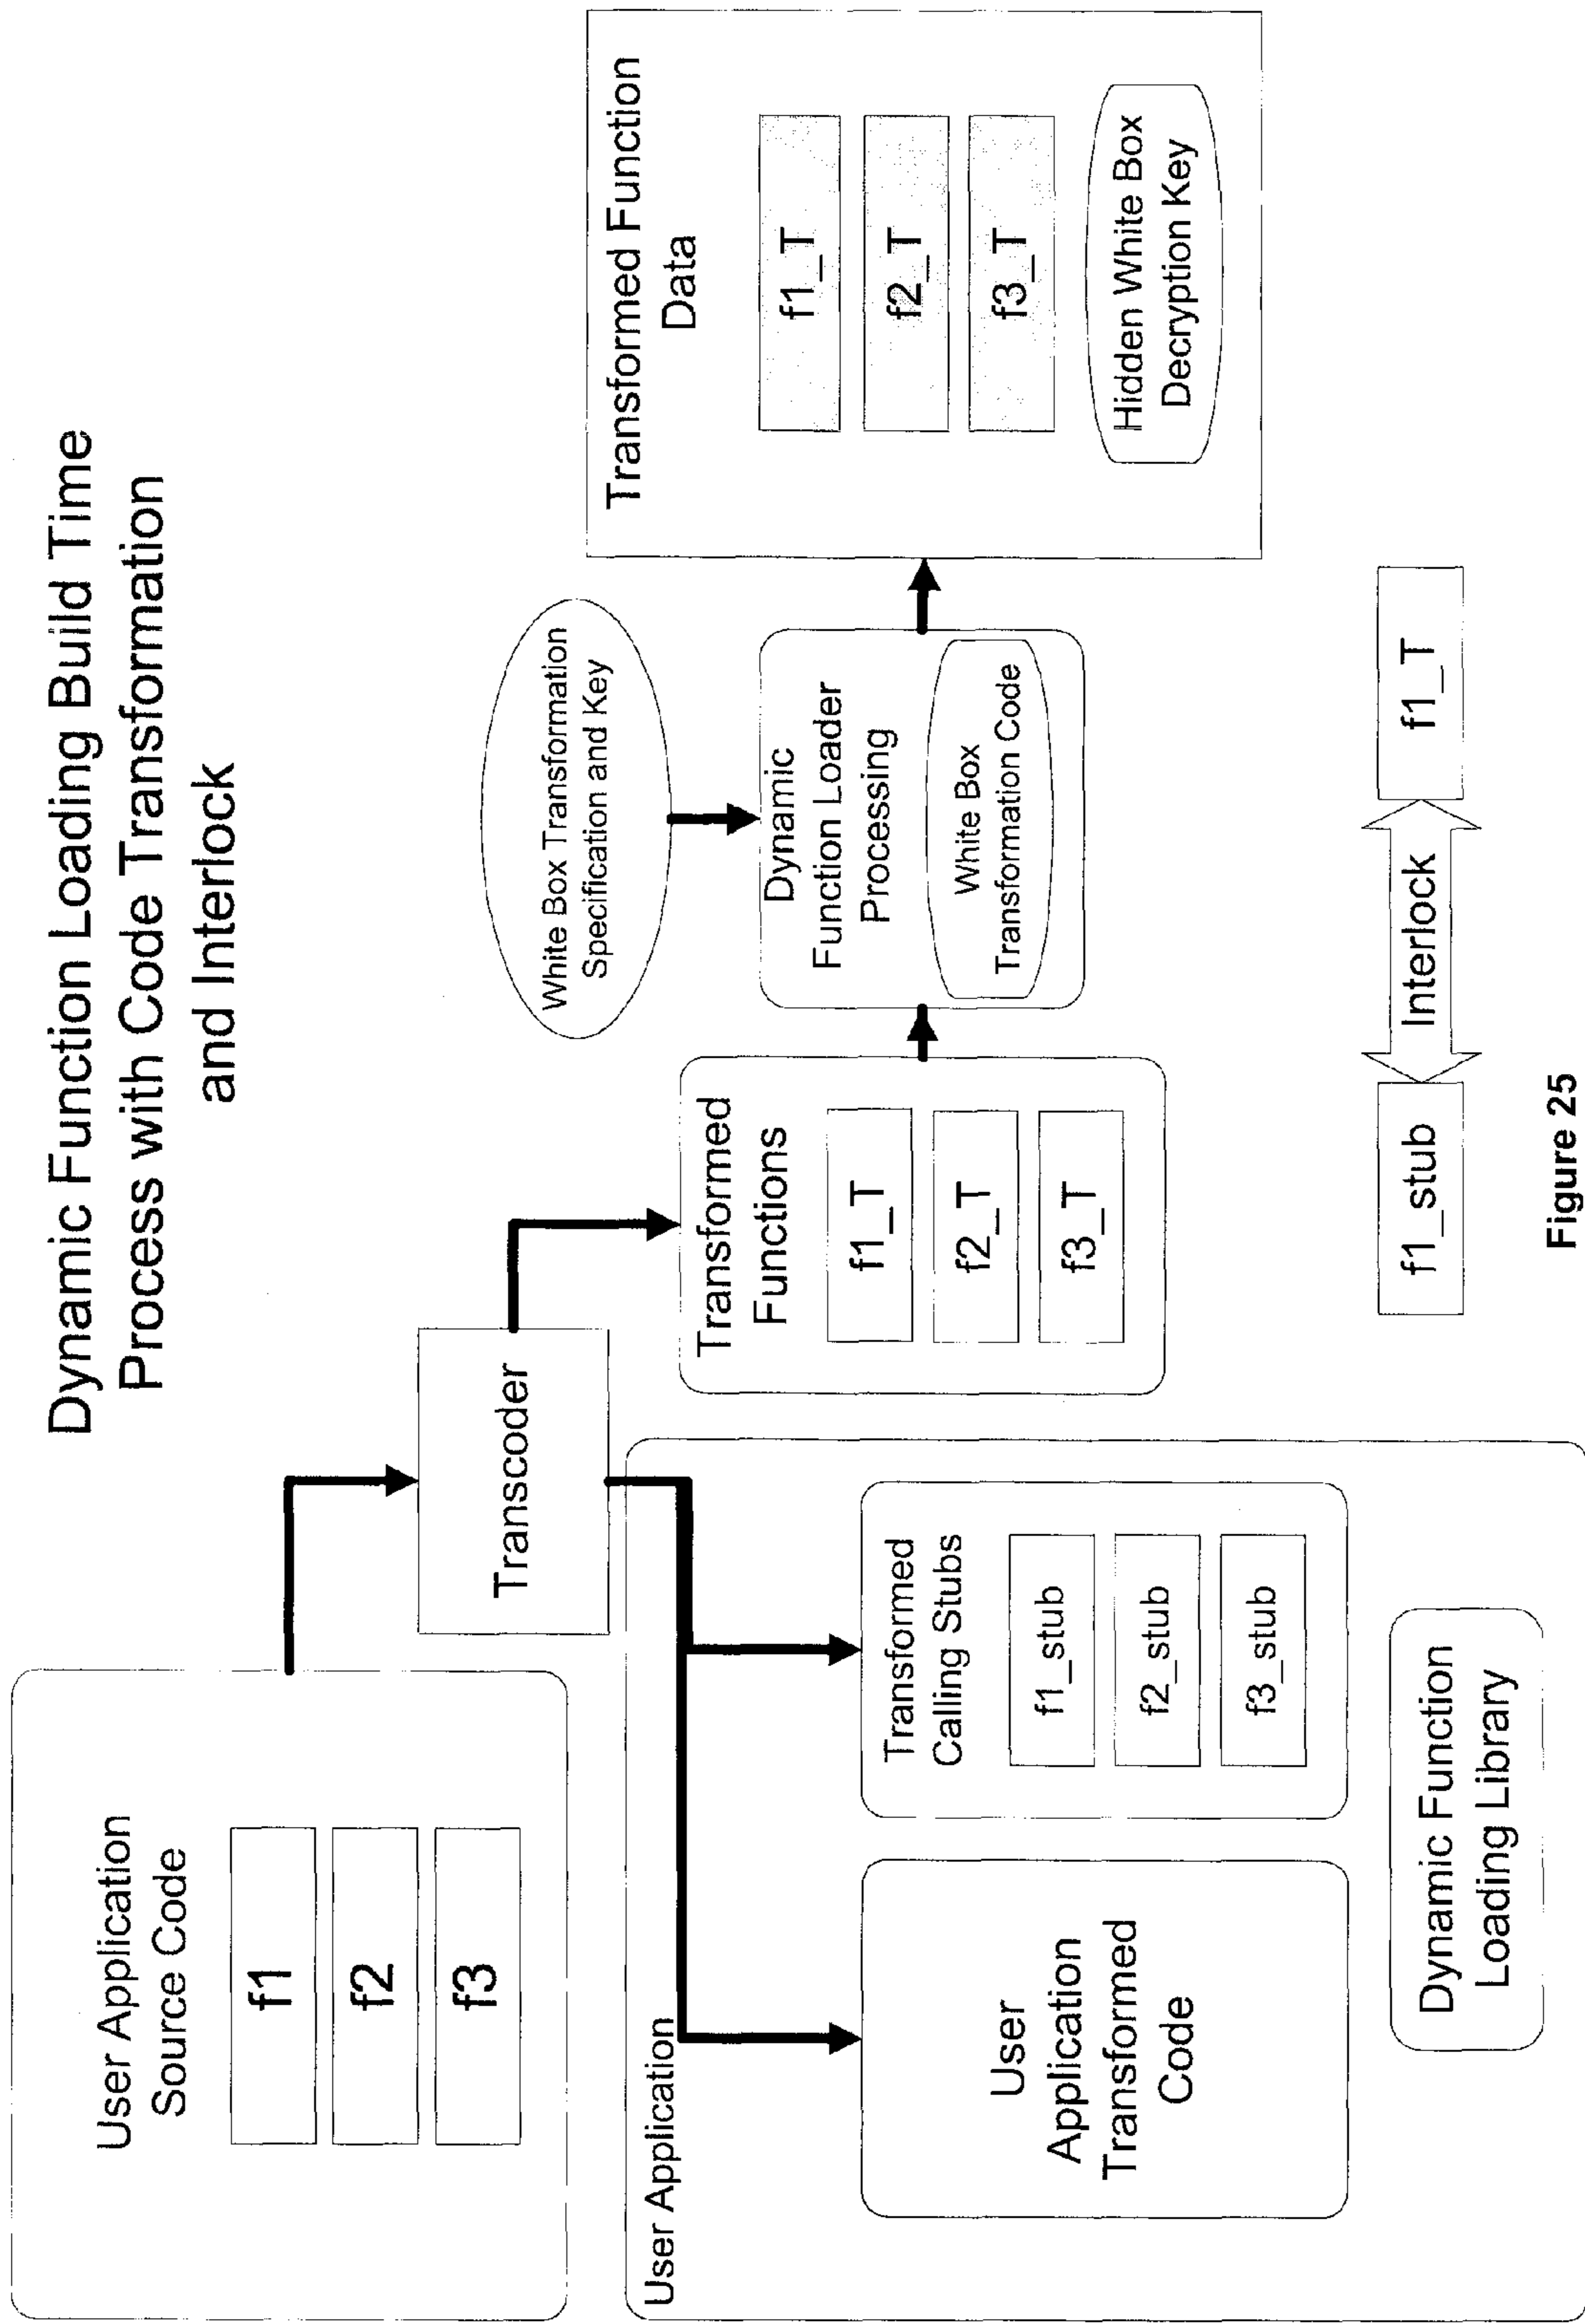 Dynamic Function Loading Build Time
Process with Code Transformation
and Interlock
User Application
Source Code
f1
f2
f3
Transcoder
User Application
User
Application
Transformed
Code
Transformed
Calling Stubs
f1_stub
f2_stub
f3_stub
Dynamic Function
Loading Library
Transformed
Functions
f1_T
f2_T
f3_T
White Box Transformation
Specification and Key
Dynamic
Function Loader
Processing
White Box
Transformation Code
Transformed Function
Data
f1_T
f2_T
f3_T
Hidden White Box
Decryption Key
f1_stub
Interlock
f1_T
Figure 25